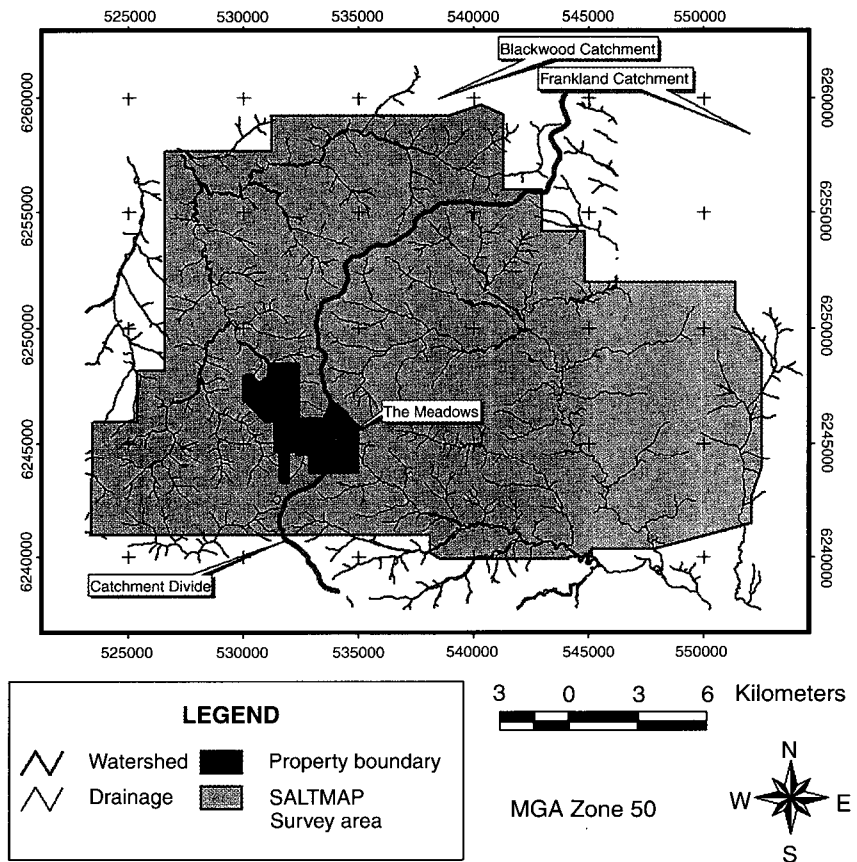 525000 530000 535000 540000 545000 550000
Blackwood Catchment
Frankland Catchment
6260000 6260000
6255000 6255000
6250000 6250000
The Meadows
6245000 6245000
6240000 6240000
Catchment Divide
525000 530000 535000 540000 545000 550000
LEGEND
Watershed Property boundary
Drainage SALTMAP
Survey area
3 0 3 6 Kilometers
MGA Zone 50
N
W E
S